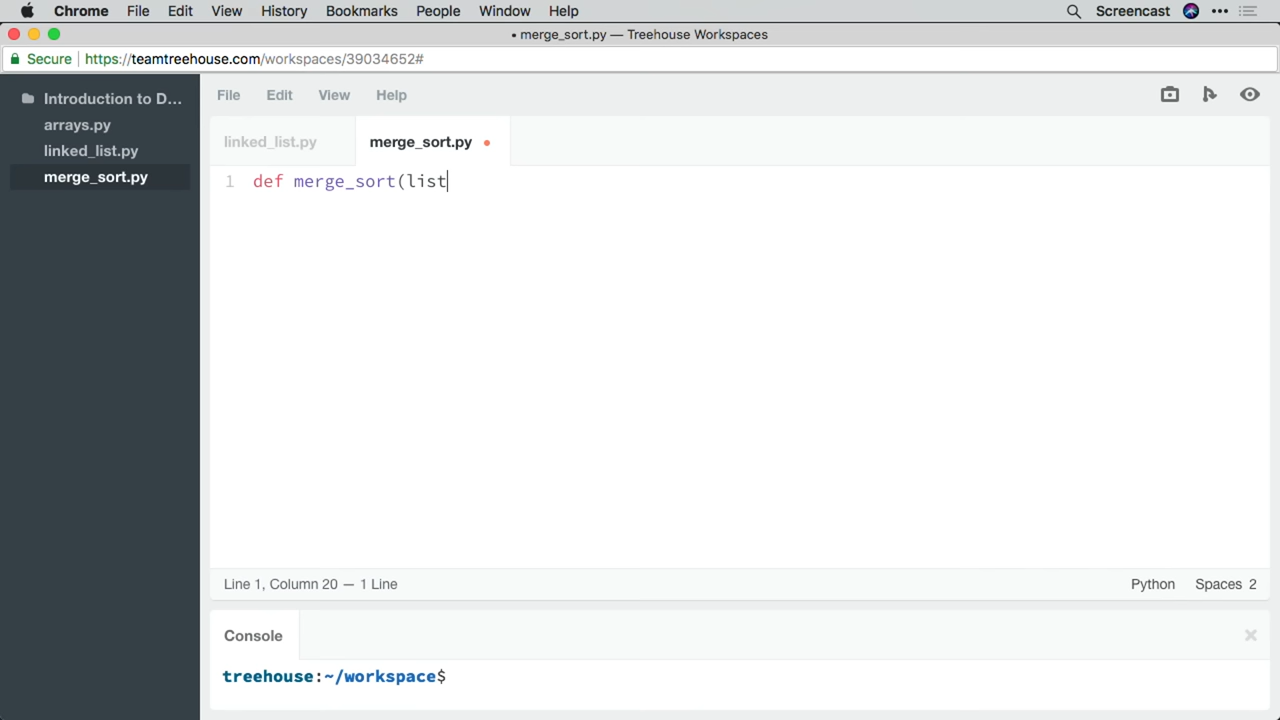 Chrome File Edit View History Bookmarks People Window Help Screencast
• merge_sort.py — Treehouse Workspaces
Secure https://teamtreehouse.com/workspaces/39034652#
Introduction to D...
arrays.py
linked_list.py
merge_sort.py
File Edit View Help
linked_list.py merge_sort.py
1 def merge_sort(list
Line 1, Column 20 — 1 Line Python Spaces 2
Console
treehouse:~/workspace$